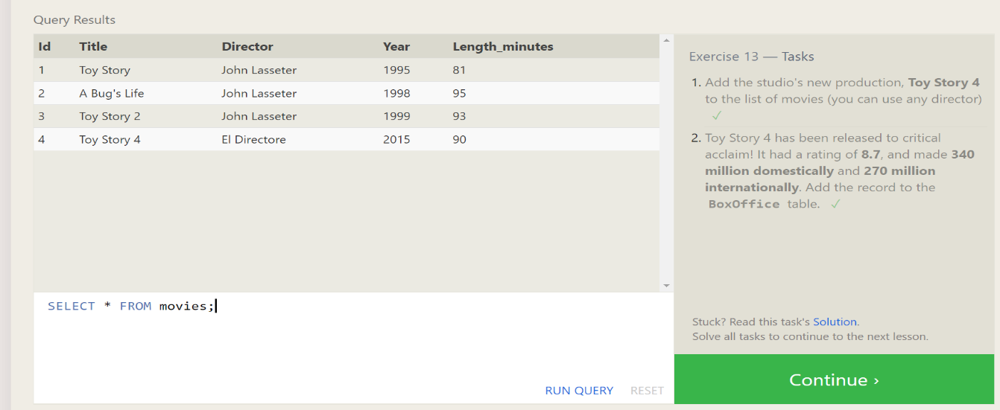 Query Results
Id Title Director Year Length_minutes
1 Toy Story John Lasseter 1995 81
2 A Bug's Life John Lasseter 1998 95
3 Toy Story 2 John Lasseter 1999 93
4 Toy Story 4 El Directore 2015 90
SELECT * FROM movies;
RUN QUERY RESET
Exercise 13 — Tasks
1. Add the studio's new production, Toy Story 4
to the list of movies (you can use any director)
✓
2. Toy Story 4 has been released to critical
acclaim! It had a rating of 8.7, and made 340
million domestically and 270 million
internationally. Add the record to the
BoxOffice table. ✓
Stuck? Read this task's Solution.
Solve all tasks to continue to the next lesson.
Continue ›